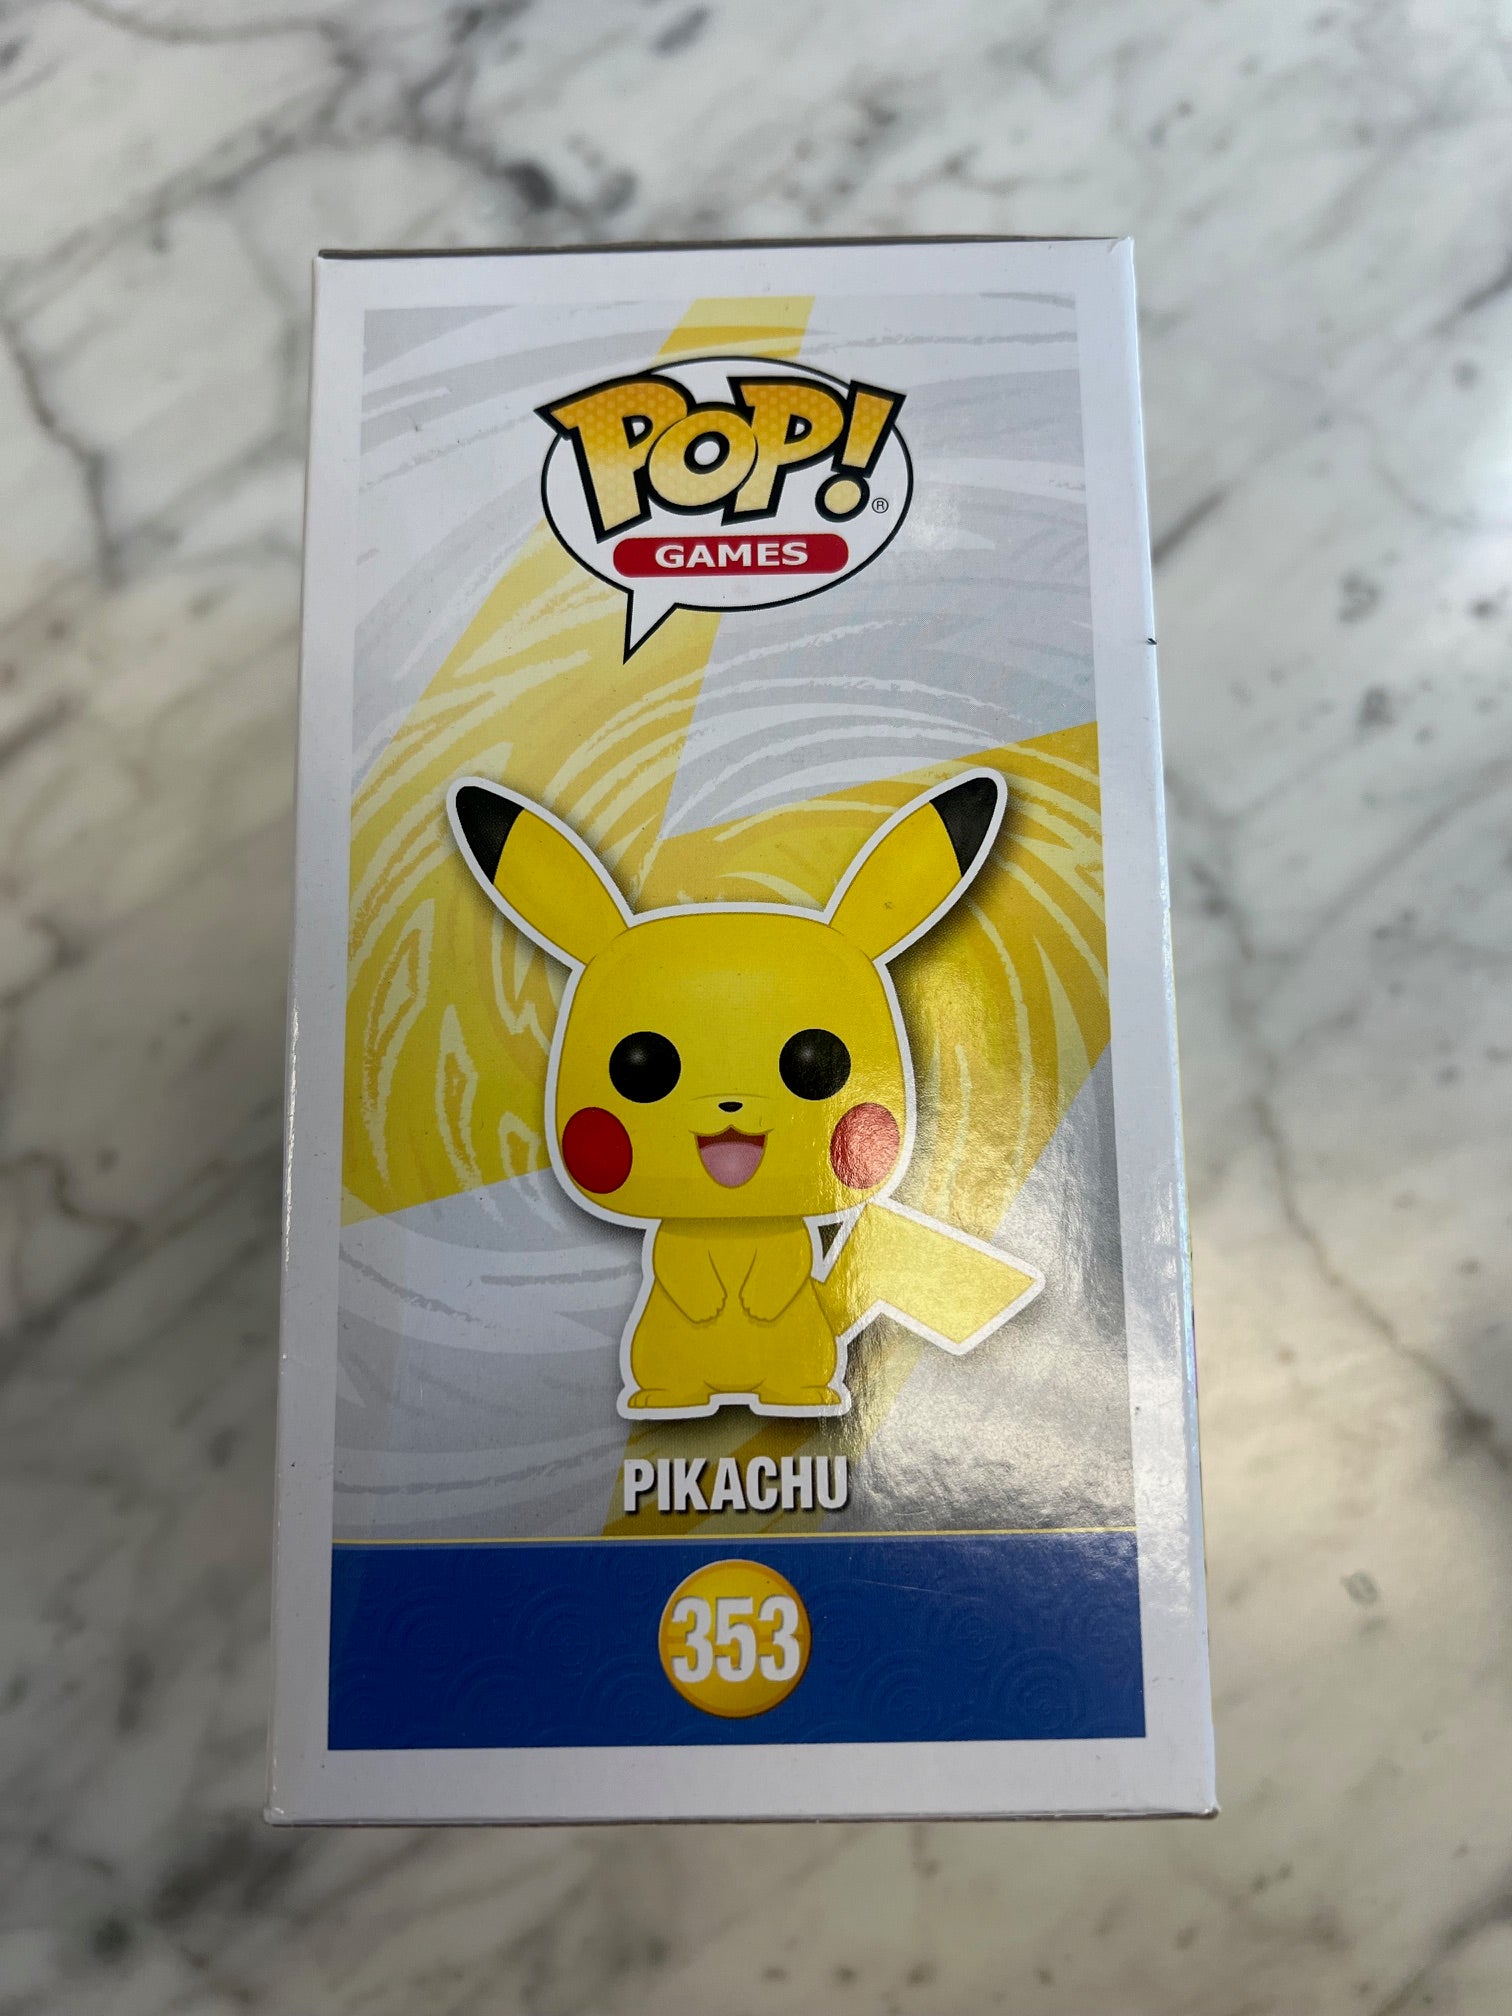 POP!
®
GAMES
PIKACHU
353